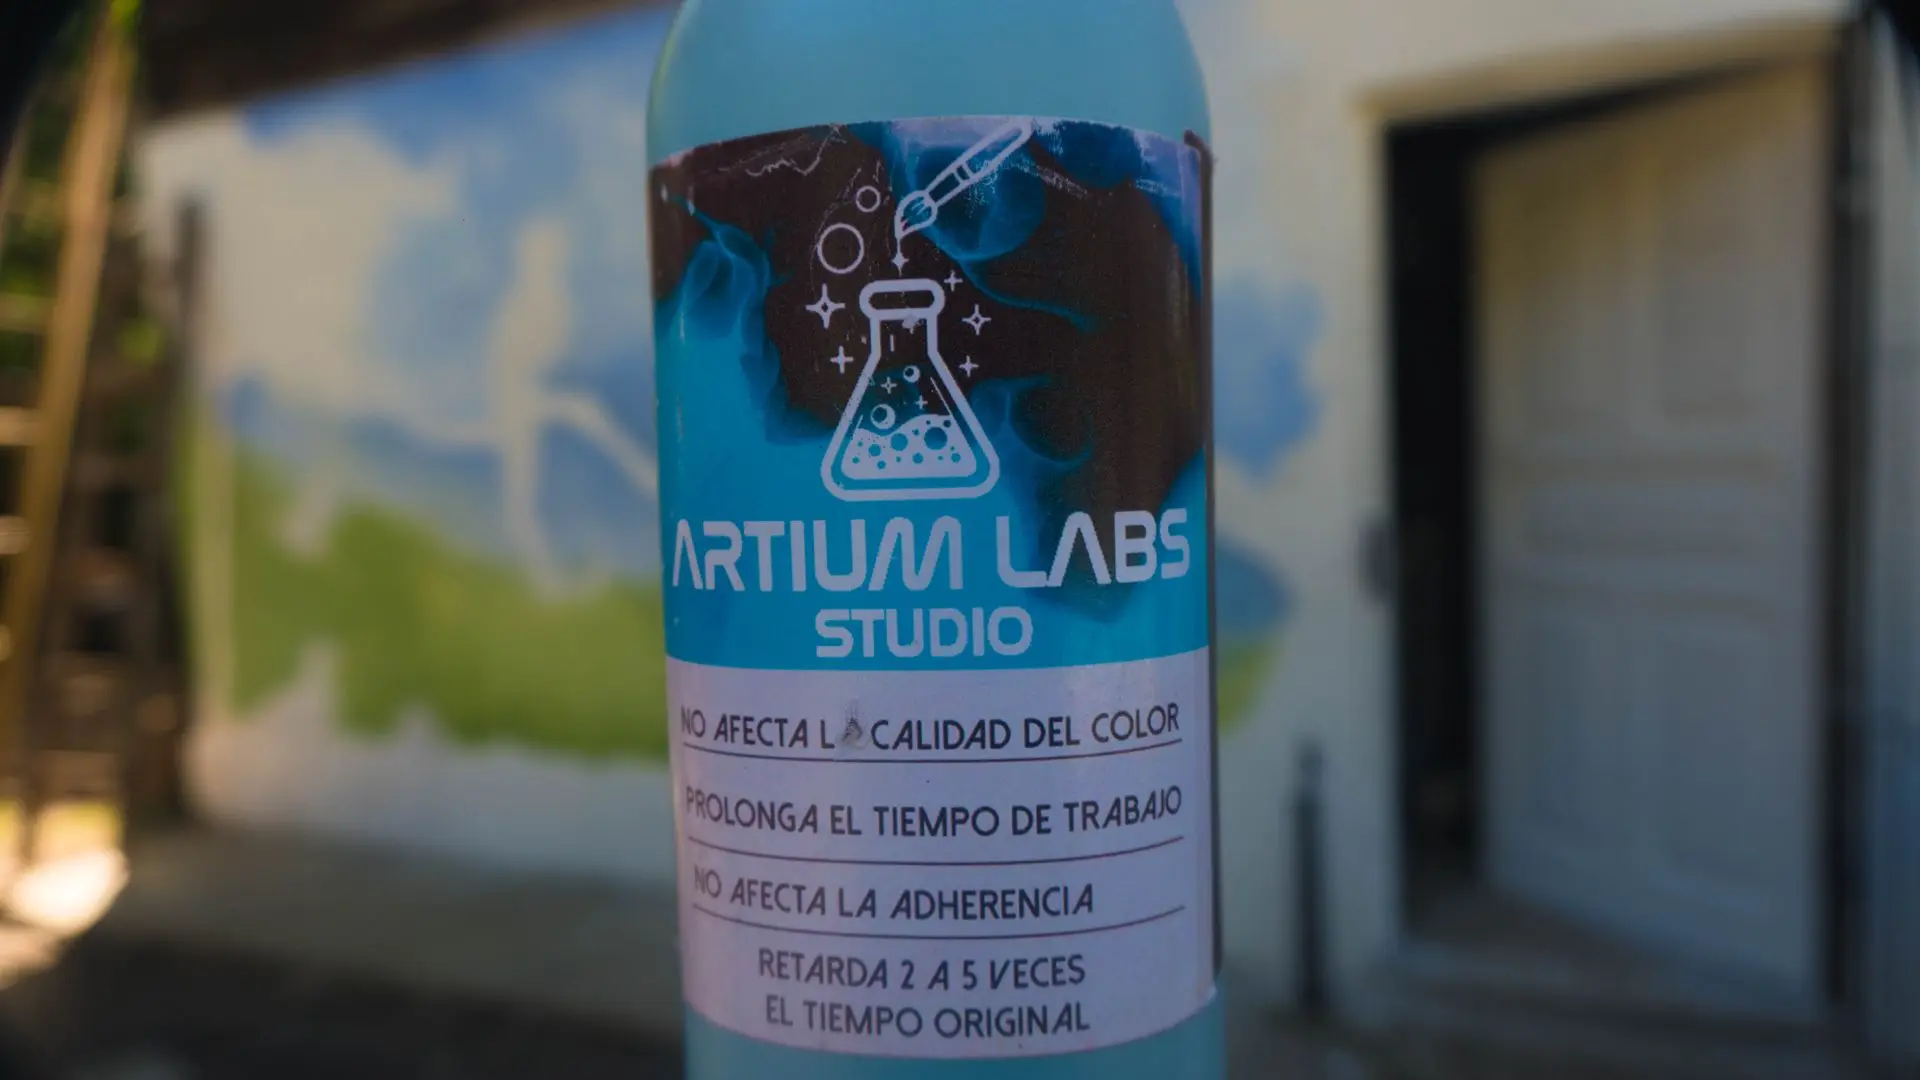 ARTIUM LABS
STUDIO
NO AFECTA LA CALIDAD DEL COLOR
PROLONGA EL TIEMPO DE TRABAJO
NO AFECTA LA ADHERENCIA
RETARDA 2 A 5 VECES
EL TIEMPO ORIGINAL